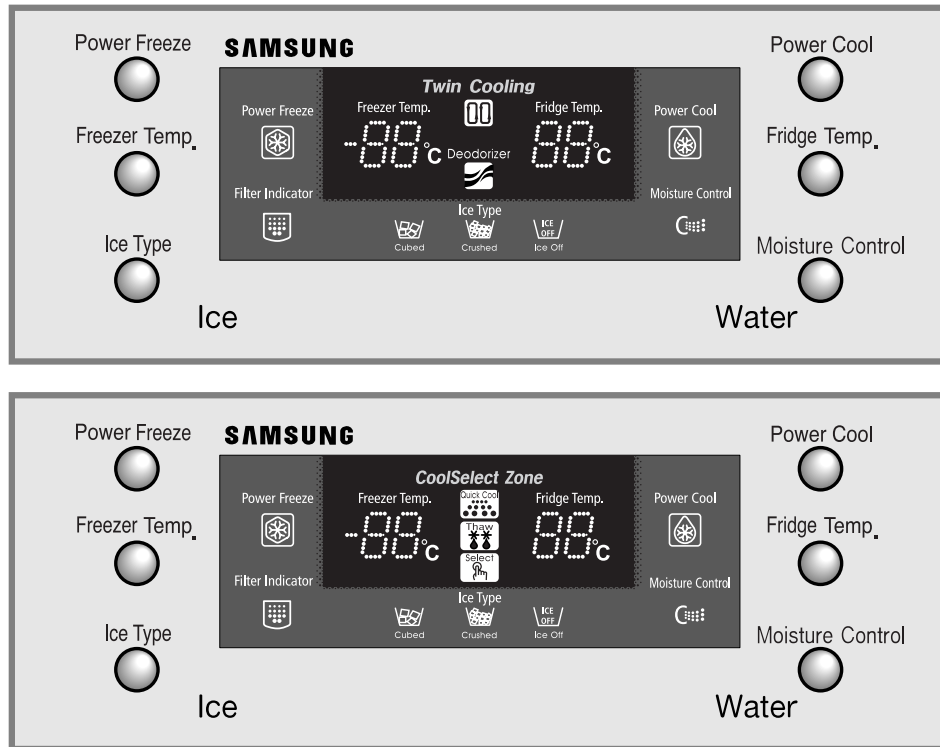 Power Freeze
SAMSUNG
Power Cool
Twin Cooling
Power Freeze
Freezer Temp.
Fridge Temp.
Power Cool
Freezer Temp.
-88°C
Deodorizer
88°C
Fridge Temp.
Filter Indicator
Moisture Control
Ice Type
Ice Type
ICE OFF
Cubed
Crushed
Ice Off
Moisture Control
Ice
Water
Power Freeze
SAMSUNG
Power Cool
CoolSelect Zone
Power Freeze
Freezer Temp.
Quick Cool
Fridge Temp.
Power Cool
Freezer Temp.
-88°C
Thaw
88°C
Fridge Temp.
Select
Filter Indicator
Moisture Control
Ice Type
Ice Type
ICE OFF
Cubed
Crushed
Ice Off
Moisture Control
Ice
Water